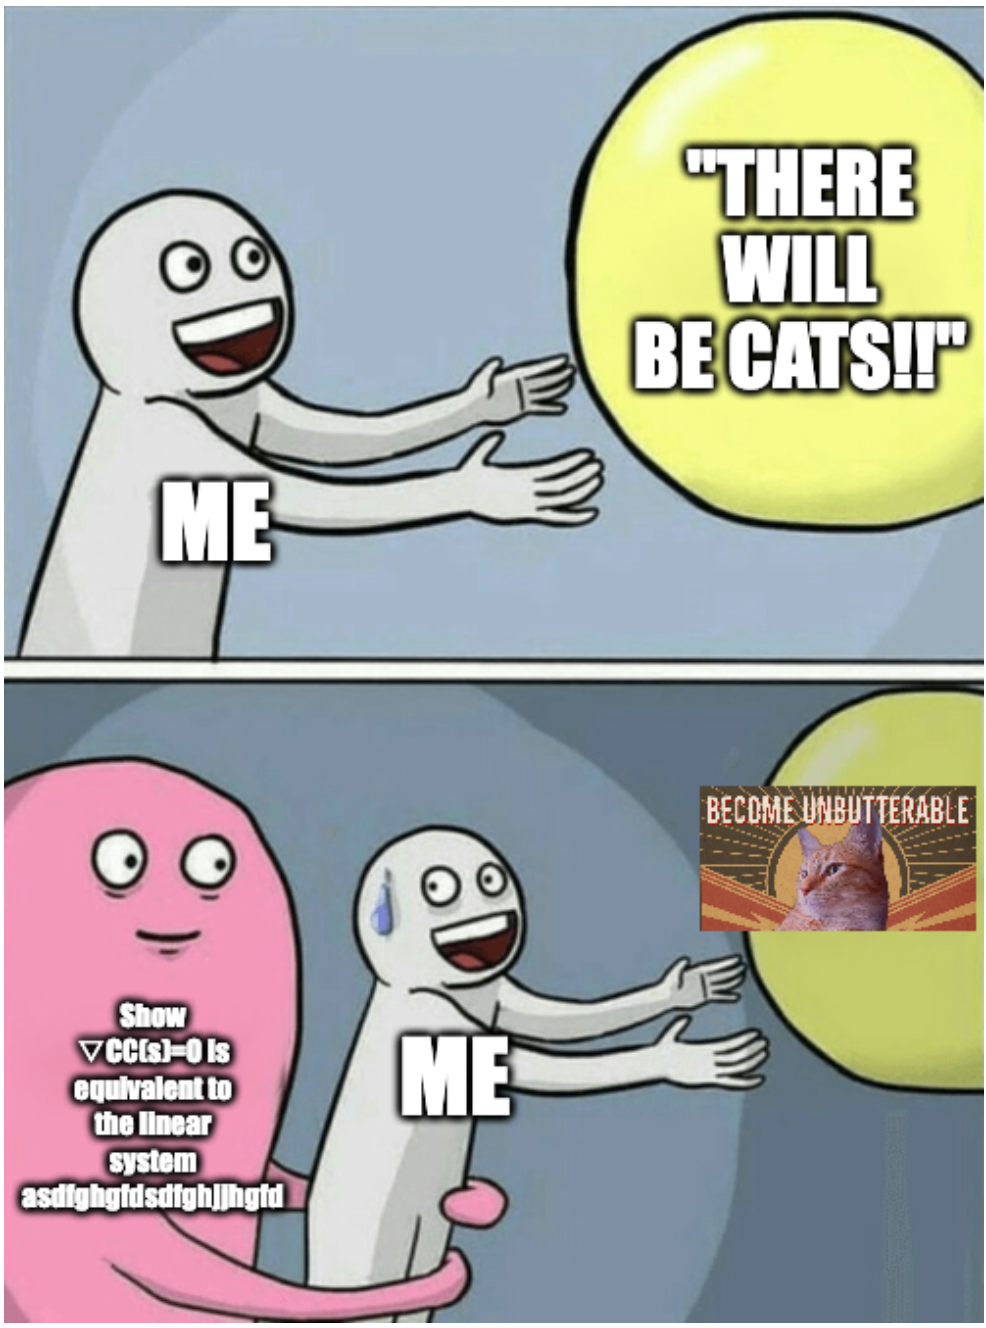 "THERE
WILL
BE CATS!!"
ME
BECOME UNBUTTERABLE
Show
▽CC(s)=0 is
equivalent to
the linear
system
asdfghgfdsdfghjjhgfd
ME